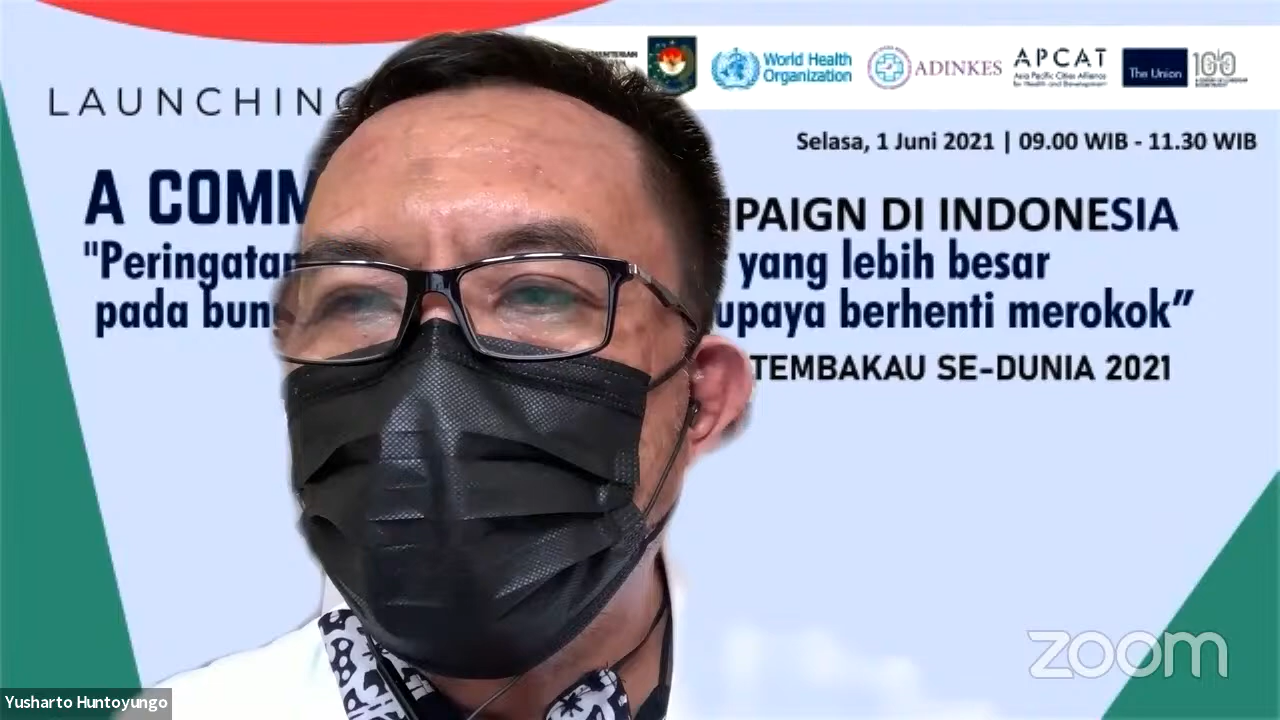 World Health
Organization
ADINKES
APCAT
Asia Pacific Cities Alliance
for Health and Development
The Union
100
LAUNCHING
Selasa, 1 Juni 2021 | 09.00 WIB - 11.30 WIB
A COMM PAIGN DI INDONESIA
"Peringatan yang lebih besar
pada bun upaya berhenti merokok”
TEMBAKAU SE-DUNIA 2021
zoom
Yusharto Huntoyungo